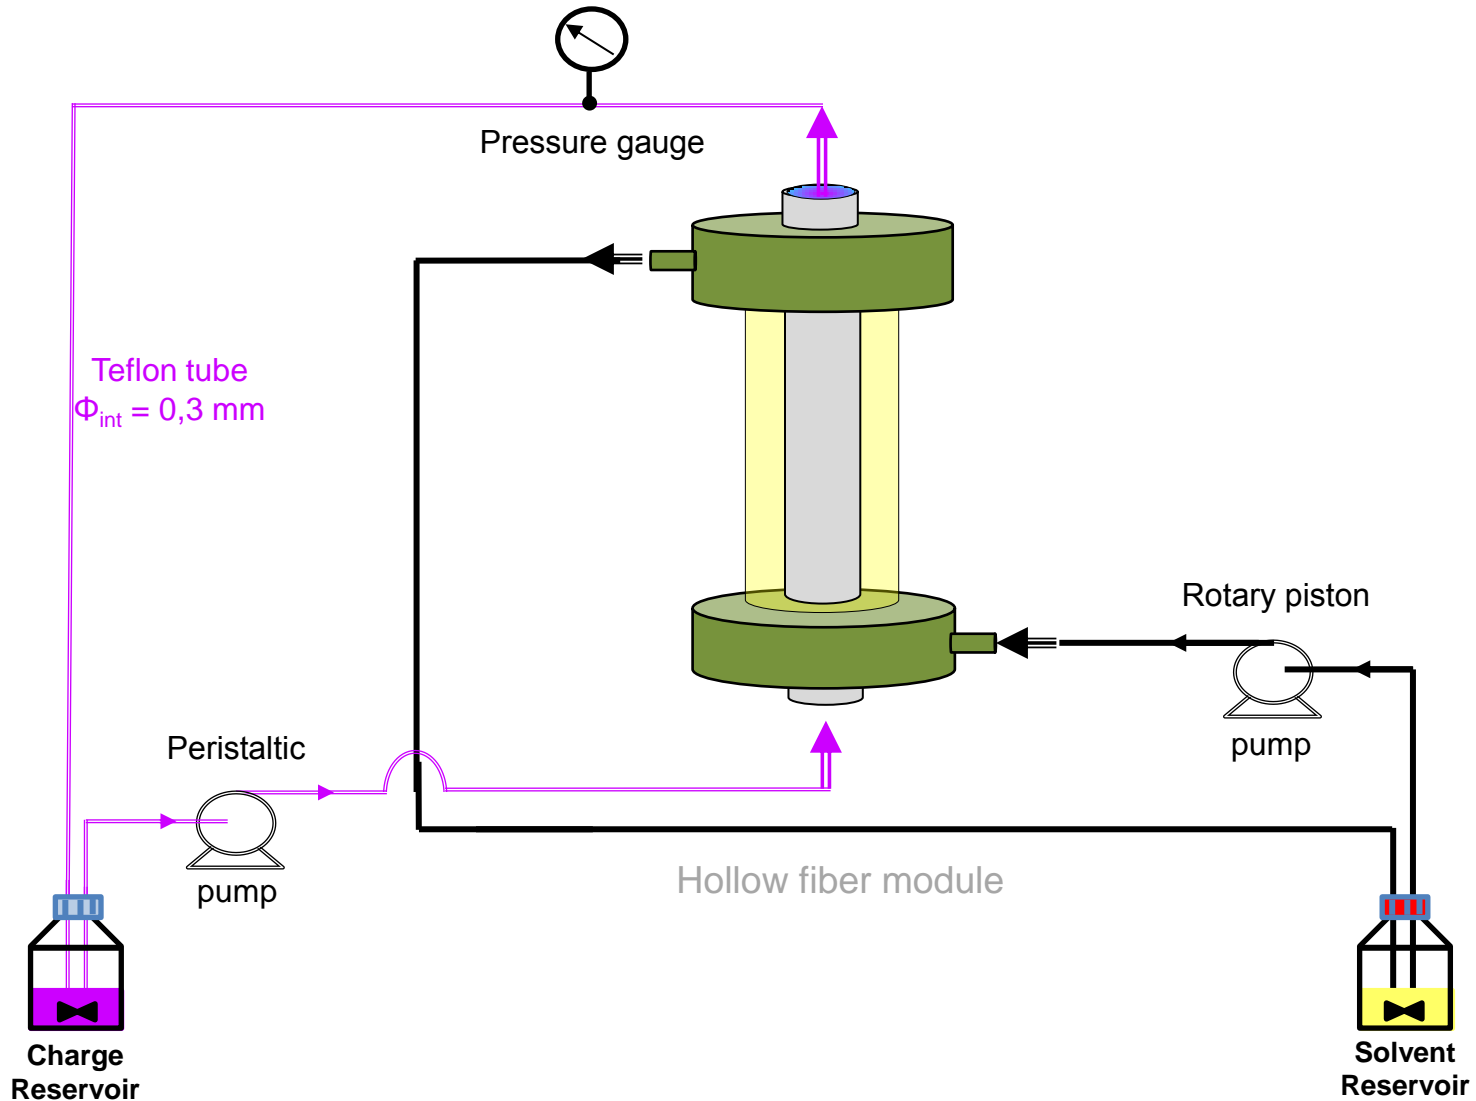 Pressure gauge
Teflon tube
Φint = 0,3 mm
Rotary piston
pump
Peristaltic
pump
Hollow fiber module
Charge
Reservoir
Solvent
Reservoir